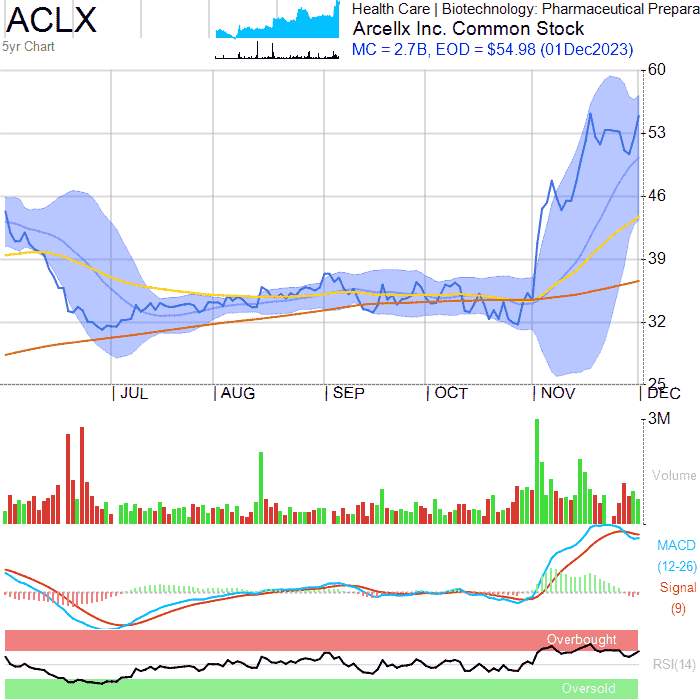 ACLX
5yr Chart
Health Care | Biotechnology: Pharmaceutical Prepara
Arcellx Inc. Common Stock
MC = 2.7B, EOD = $54.98 (01Dec2023)
60
53
46
39
32
25
JUL
AUG
SEP
OCT
NOV
DEC
3M
Volume
MACD
(12-26)
Signal
(9)
Overbought
RSI(14)
Oversold